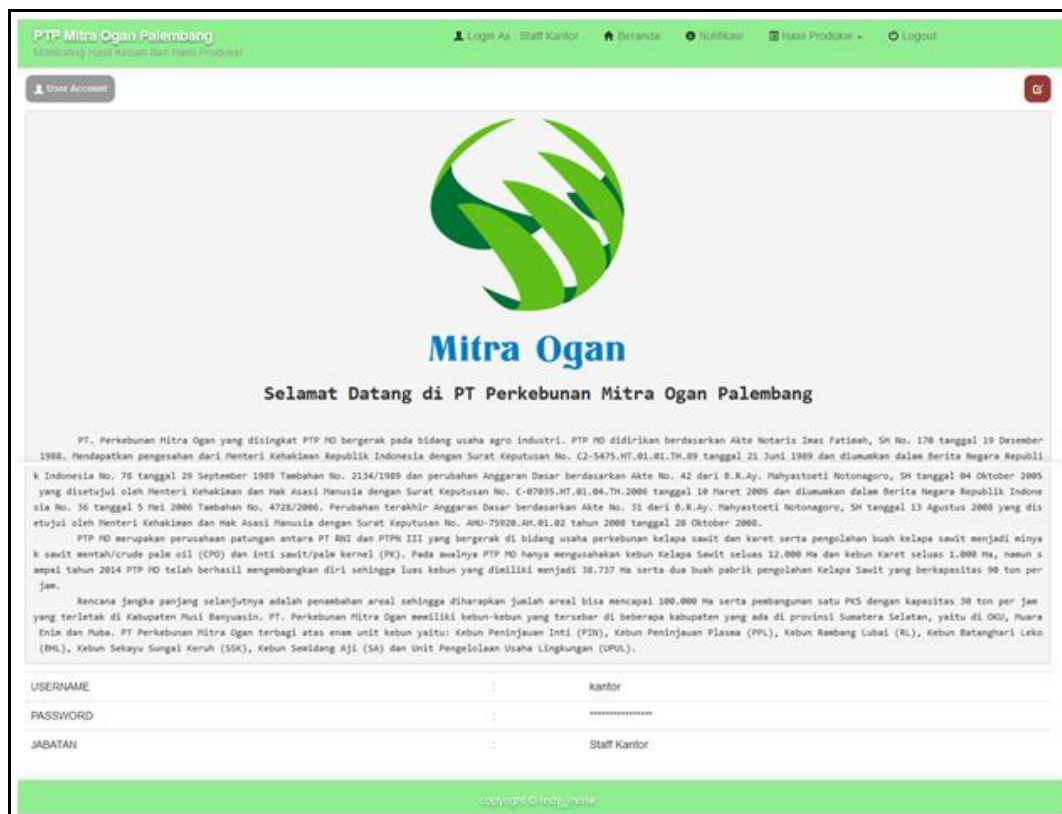 PTP Mitra Ogan Palembang
Monitoring Hasil Kebun dan Hasil Produksi
Login As : Staff Kantor Beranda Notifikasi Hasil Produksi Logout
User Account
Mitra Ogan
Selamat Datang di PT Perkebunan Mitra Ogan Palembang
PT. Perkebunan Mitra Ogan yang disingkat PTP MO bergerak pada bidang usaha agro industri. PTP MO didirikan berdasarkan Akte Notaris Imas Fatimah, SH No. 170 tanggal 19 Desember
1988. Mendapatkan pengesahan dari Menteri Kehakiman Republik Indonesia dengan Surat Keputusan No. C2-5475.HT.01.01.TH.89 tanggal 21 Juni 1989 dan diumumkan dalam Berita Negara Republi
k Indonesia No. 78 tanggal 29 September 1989 Tambahan No. 2134/1989 dan perubahan Anggaran Dasar berdasarkan Akte No. 42 dari B.R.Ay. Mahyastoeti Notonagoro, SH tanggal 04 Oktober 2005
yang disetujui oleh Menteri Kehakiman dan Hak Asasi Manusia dengan Surat Keputusan No. C-07035.HT.01.04.TH.2006 tanggal 10 Maret 2006 dan diumumkan dalam Berita Negara Republik Indone
sia No. 36 tanggal 5 Mei 2006 Tambahan No. 4728/2006. Perubahan terakhir Anggaran Dasar berdasarkan Akte No. 31 dari B.R.Ay. Mahyastoeti Notonagoro, SH tanggal 13 Agustus 2008 yang dis
etujui oleh Menteri Kehakiman dan Hak Asasi Manusia dengan Surat Keputusan No. AHU-75920.AH.01.02 tahun 2008 tanggal 20 Oktober 2008.
PTP MO merupakan perusahaan patungan antara PT RNI dan PTPN III yang bergerak di bidang usaha perkebunan kelapa sawit dan karet serta pengolahan buah kelapa sawit menjadi minya
k sawit mentah/crude palm oil (CPO) dan inti sawit/palm kernel (PK). Pada awalnya PTP MO hanya mengusahakan kebun Kelapa Sawit seluas 12.000 Ha dan kebun Karet seluas 1.000 Ha, namun s
ampai tahun 2014 PTP MO telah berhasil mengembangkan diri sehingga luas kebun yang dimiliki menjadi 38.737 Ha serta dua buah pabrik pengolahan Kelapa Sawit yang berkapasitas 90 ton per
jam.
Rencana jangka panjang selanjutnya adalah penambahan areal sehingga diharapkan jumlah areal bisa mencapai 100.000 Ha serta pembangunan satu PKS dengan kapasitas 30 ton per jam
yang terletak di Kabupaten Musi Banyuasin. PT. Perkebunan Mitra Ogan memiliki kebun-kebun yang tersebar di beberapa kabupaten yang ada di provinsi Sumatera Selatan, yaitu di OKU, Muara
Enim dan Muba. PT Perkebunan Mitra Ogan terbagi atas enam unit kebun yaitu: Kebun Peninjauan Inti (PIN), Kebun Peninjauan Plasma (PPL), Kebun Rambang Lubai (RL), Kebun Batanghari Leko
(BHL), Kebun Sekayu Sungai Keruh (SSK), Kebun Semidang Aji (SA) dan Unit Pengelolaan Usaha Lingkungan (UPUL).
USERNAME : kantor
PASSWORD : ****************
JABATAN : Staff Kantor
copyright ©